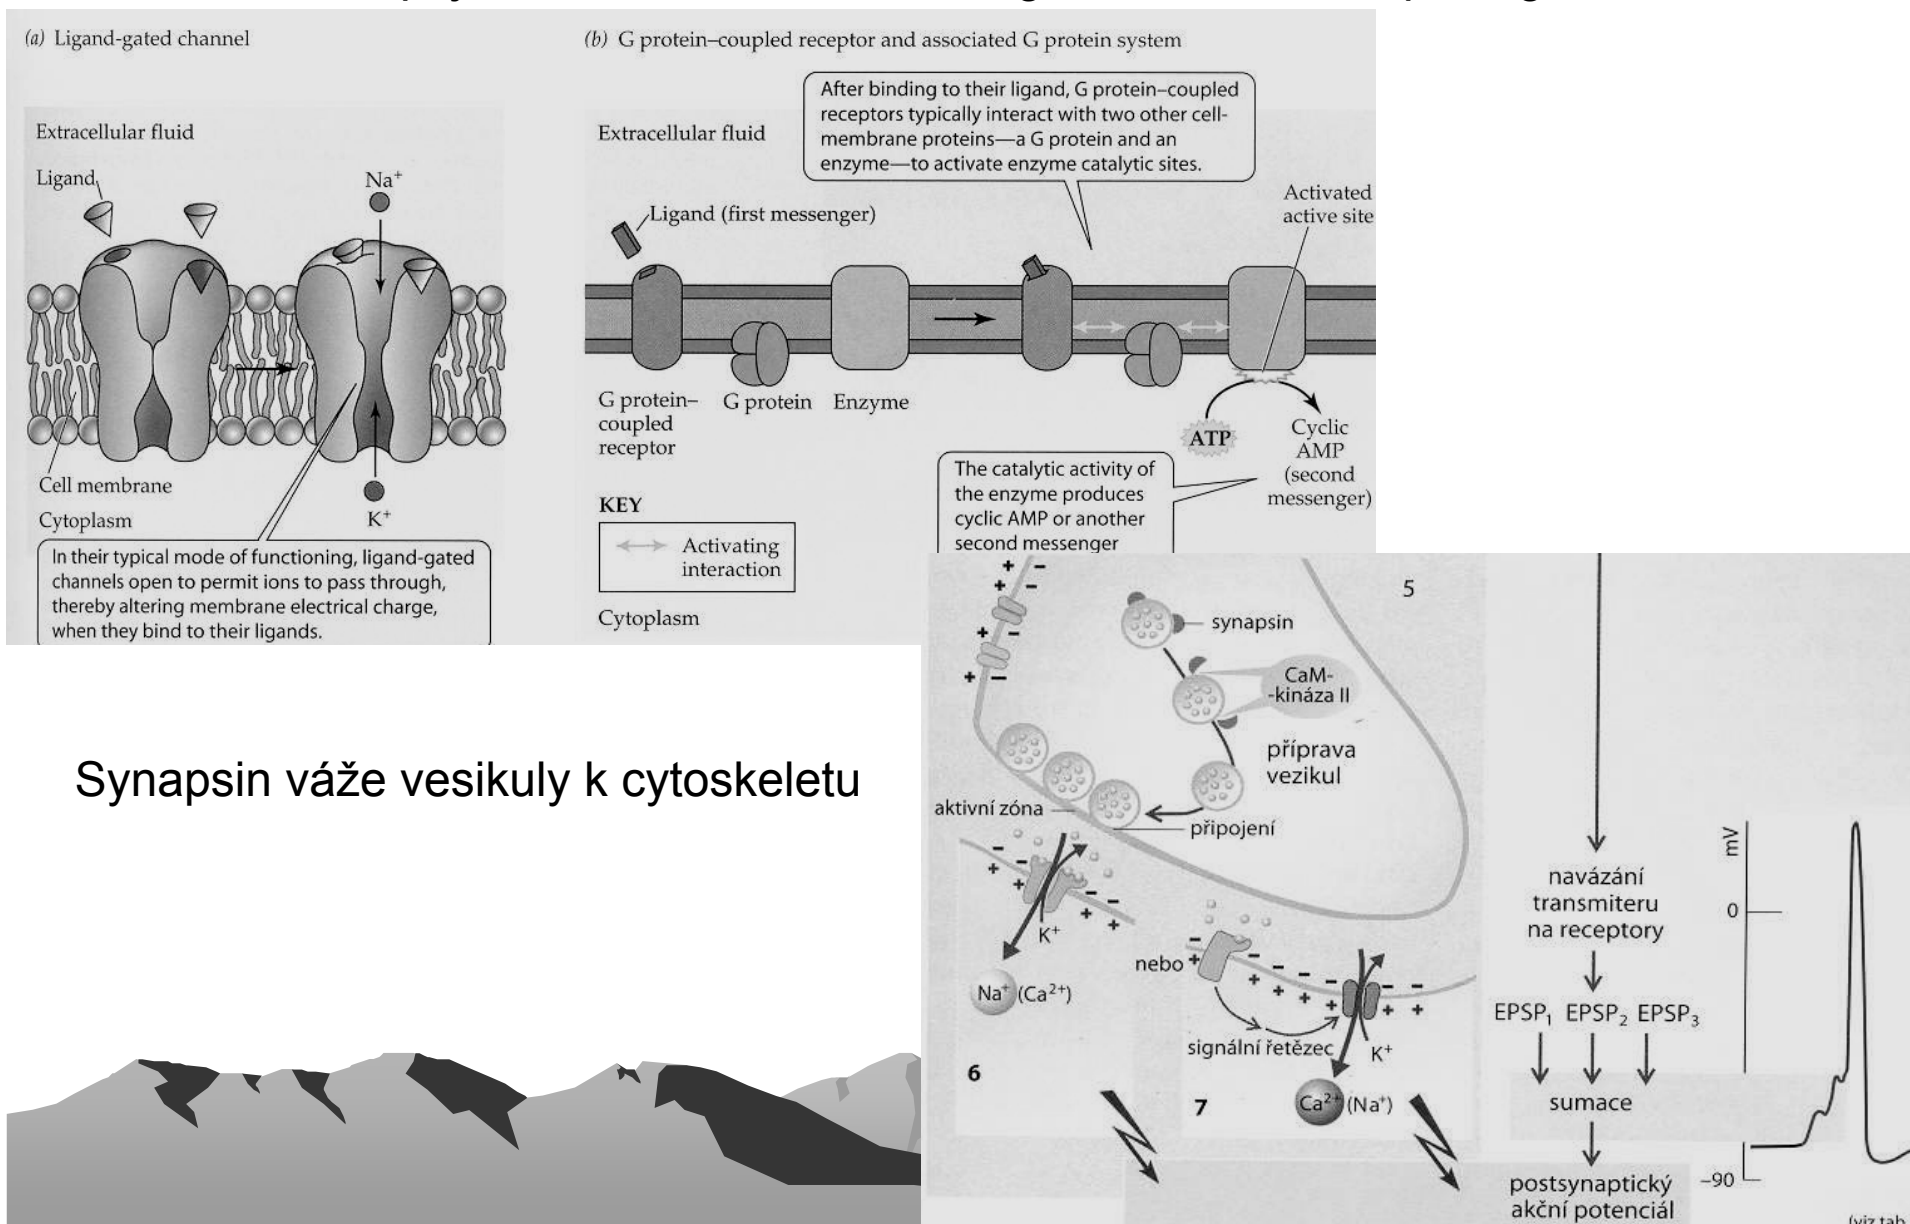 (a) Ligand-gated channel
Extracellular fluid
Ligand
Na⁺
Cell membrane
Cytoplasm
K⁺
In their typical mode of functioning, ligand-gated
channels open to permit ions to pass through,
thereby altering membrane electrical charge,
when they bind to their ligands.
(b) G protein–coupled receptor and associated G protein system
After binding to their ligand, G protein–coupled
receptors typically interact with two other cell-
membrane proteins—a G protein and an
enzyme—to activate enzyme catalytic sites.
Extracellular fluid
Ligand (first messenger)
Activated
active site
G protein–
coupled
receptor
G protein
Enzyme
ATP
Cyclic
AMP
(second
messenger)
The catalytic activity of
the enzyme produces
cyclic AMP or another
second messenger
KEY
Activating
interaction
Cytoplasm
Synapsin váže vesikuly k cytoskeletu
5
synapsin
CaM-
-kináza II
příprava
vezikul
aktivní zóna
připojení
K⁺
Na⁺ (Ca²⁺)
6
nebo
signální řetězec
K⁺
7
Ca²⁺ (Na⁺)
navázání
transmiteru
na receptory
EPSP₁ EPSP₂ EPSP₃
sumace
postsynaptický
akční potenciál
mV
0
–90
(viz tab